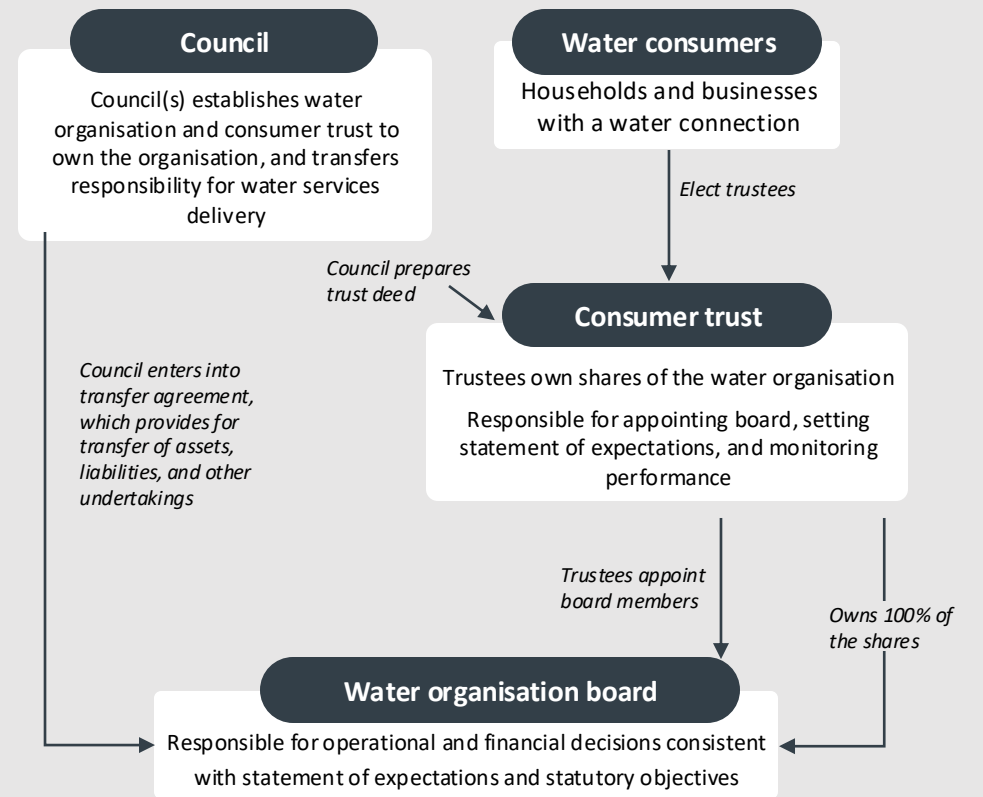 Council
Council(s) establishes water
organisation and consumer trust to
own the organisation, and transfers
responsibility for water services
delivery
Water consumers
Households and businesses
with a water connection
Elect trustees
Council prepares
trust deed
Consumer trust
Trustees own shares of the water organisation
Responsible for appointing board, setting
statement of expectations, and monitoring
performance
Council enters into
transfer agreement,
which provides for
transfer of assets,
liabilities, and other
undertakings
Trustees appoint
board members
Owns 100% of
the shares
Water organisation board
Responsible for operational and financial decisions consistent
with statement of expectations and statutory objectives